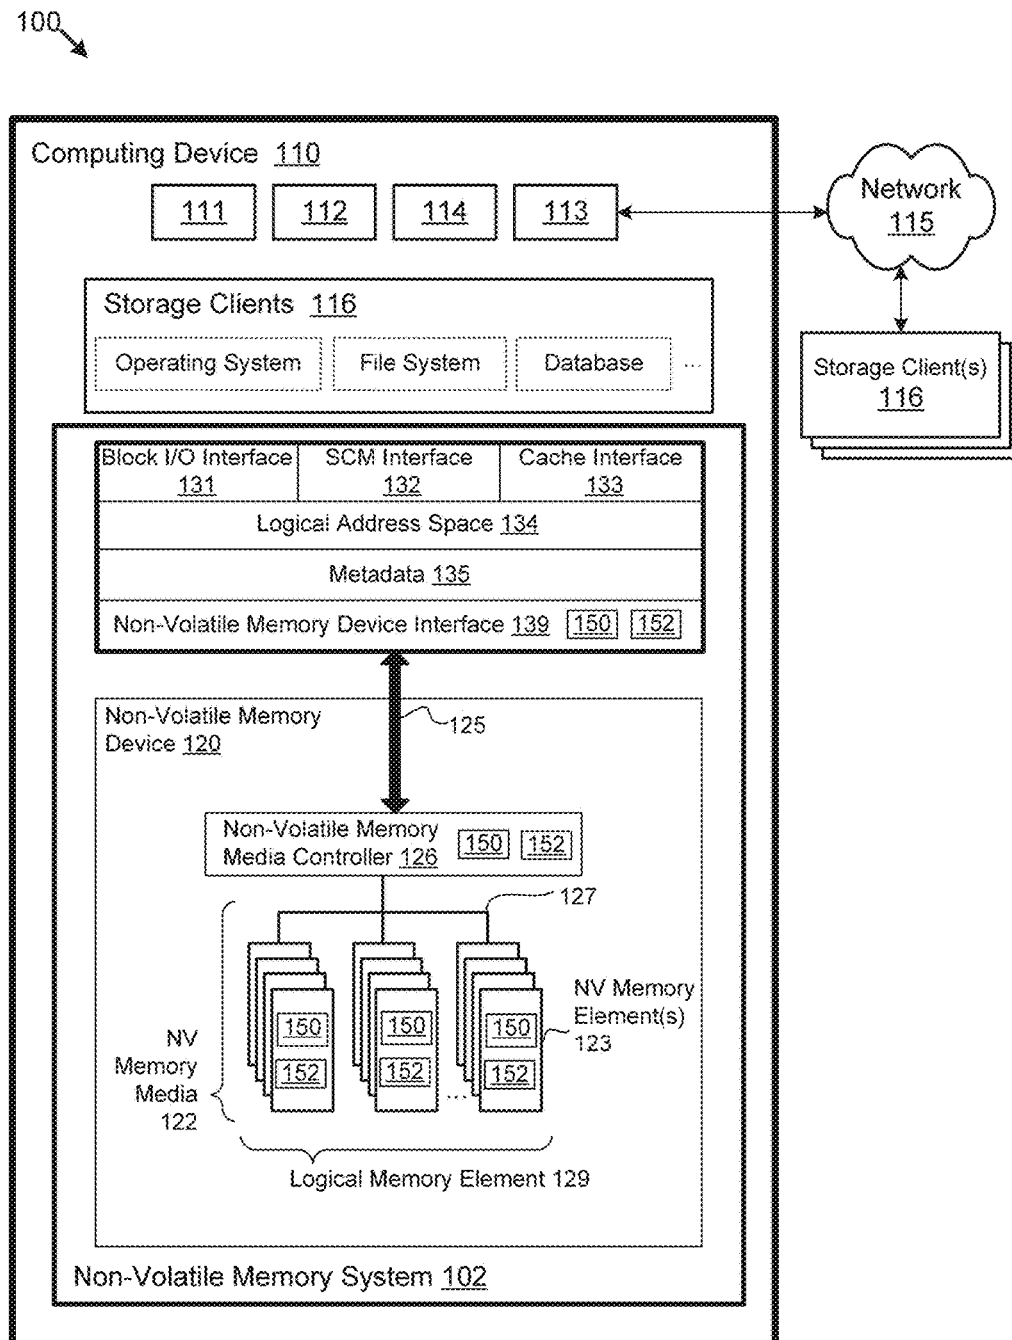 100
Computing Device 110
111
112
114
113
Network
115
Storage Clients 116
Operating System
File System
Database
...
Storage Client(s)
116
Block I/O Interface
131
SCM Interface
132
Cache Interface
133
Logical Address Space 134
Metadata 135
Non-Volatile Memory Device Interface 139
150
152
Non-Volatile Memory
Device 120
125
Non-Volatile Memory
Media Controller 126
150
152
127
NV Memory
Element(s)
123
150
150
150
152
152
152
...
NV
Memory
Media
122
Logical Memory Element 129
Non-Volatile Memory System 102